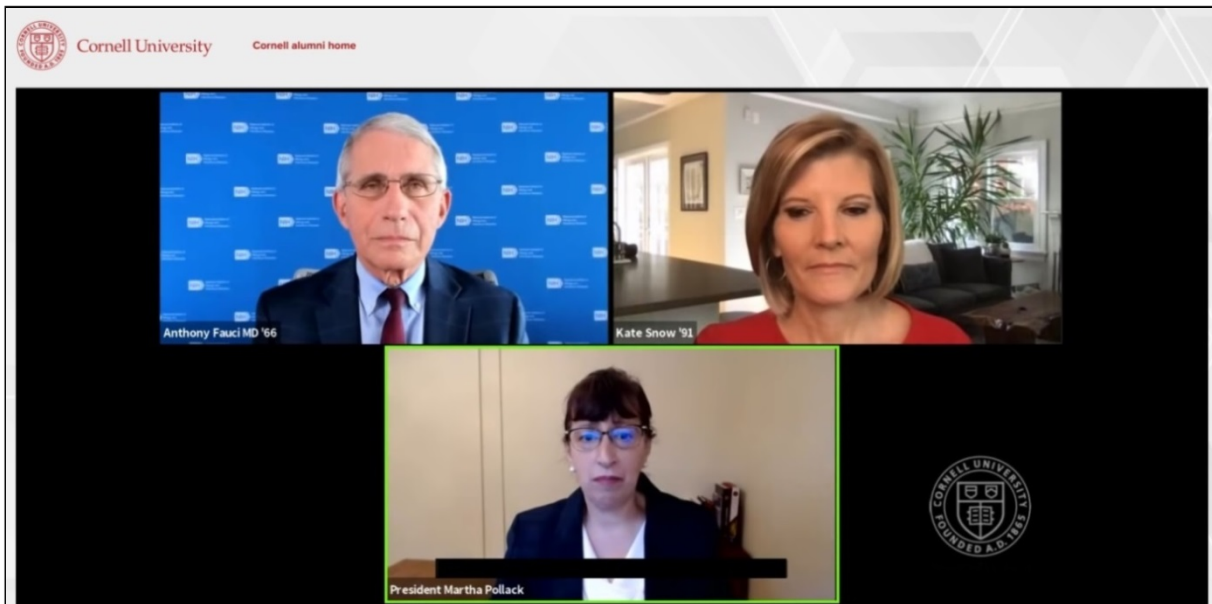 Cornell University
Cornell alumni home
Anthony Fauci MD '66
Kate Snow '91
President Martha Pollack
CORNELL UNIVERSITY
FOUNDED A.D. 1865